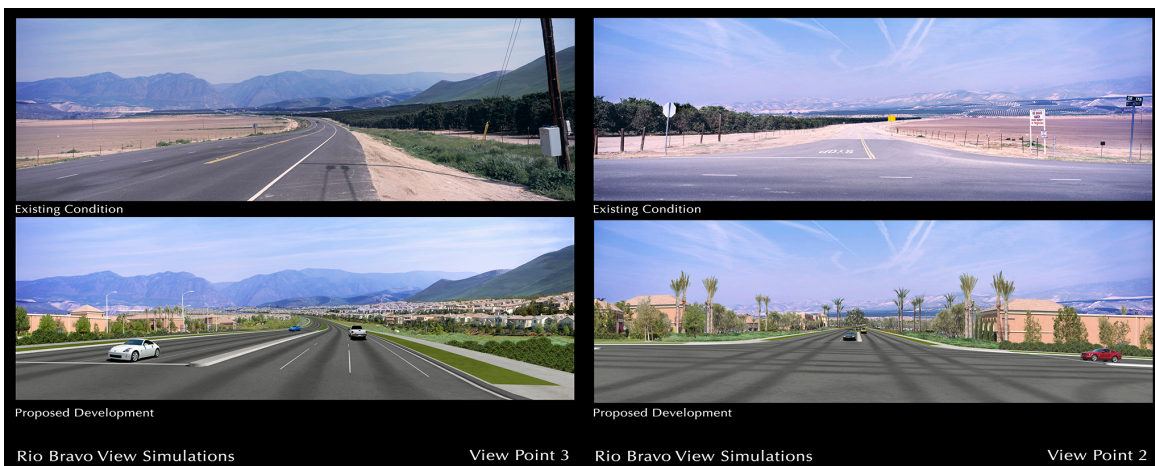 Existing Condition
Proposed Development
Rio Bravo View Simulations
View Point 3
Existing Condition
STOP
Proposed Development
Rio Bravo View Simulations
View Point 2